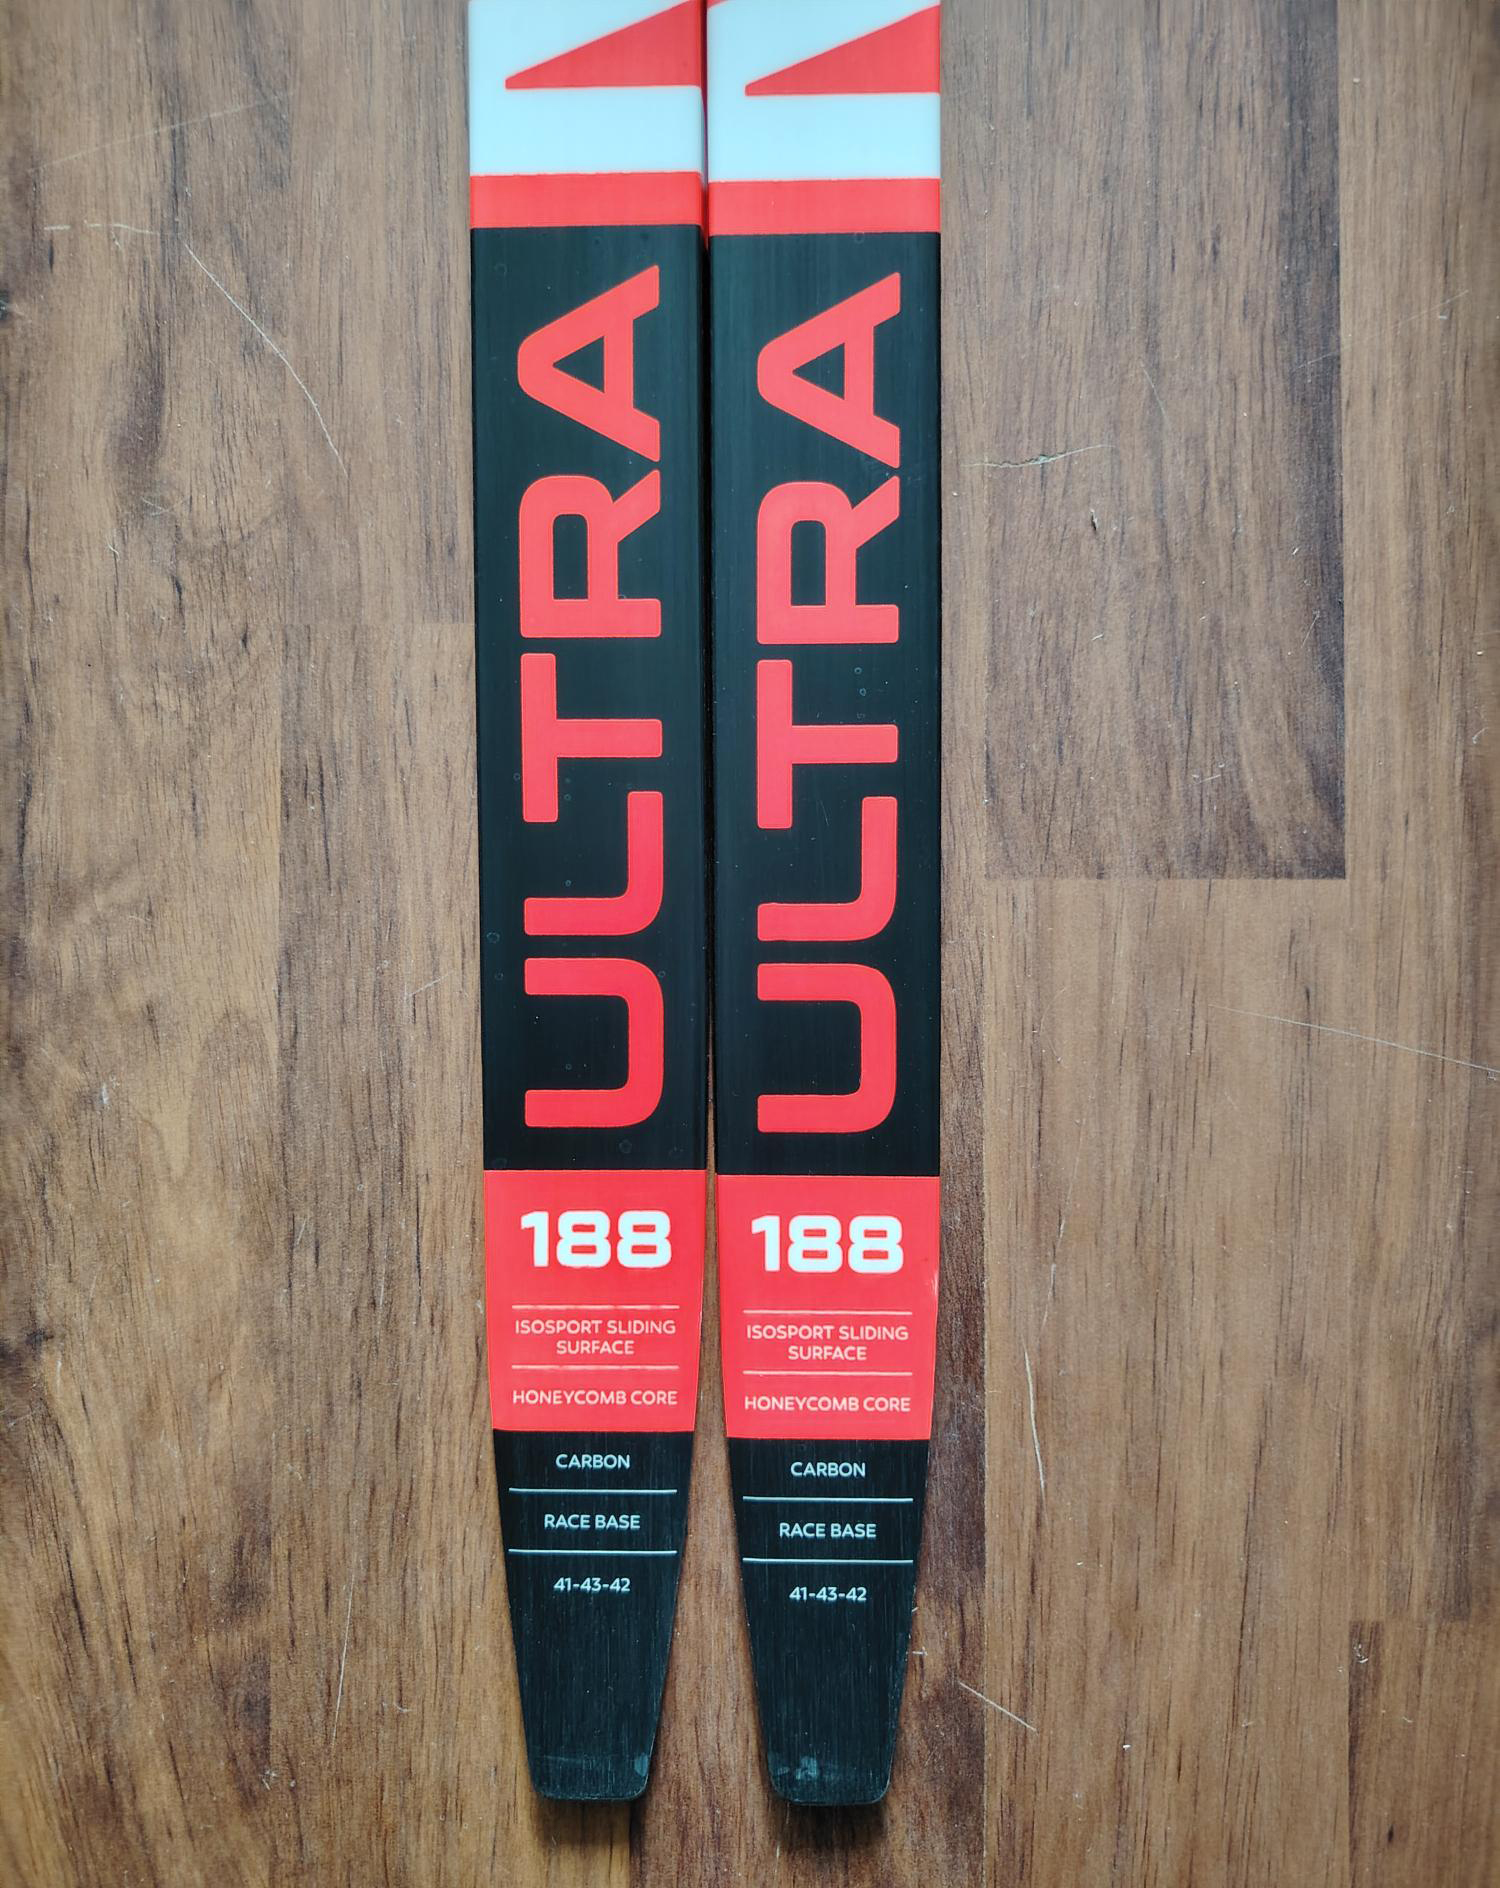 ULTRA
188
ISOSPORT SLIDING
SURFACE
HONEYCOMB CORE
CARBON
RACE BASE
41-43-42
ULTRA
188
ISOSPORT SLIDING
SURFACE
HONEYCOMB CORE
CARBON
RACE BASE
41-43-42